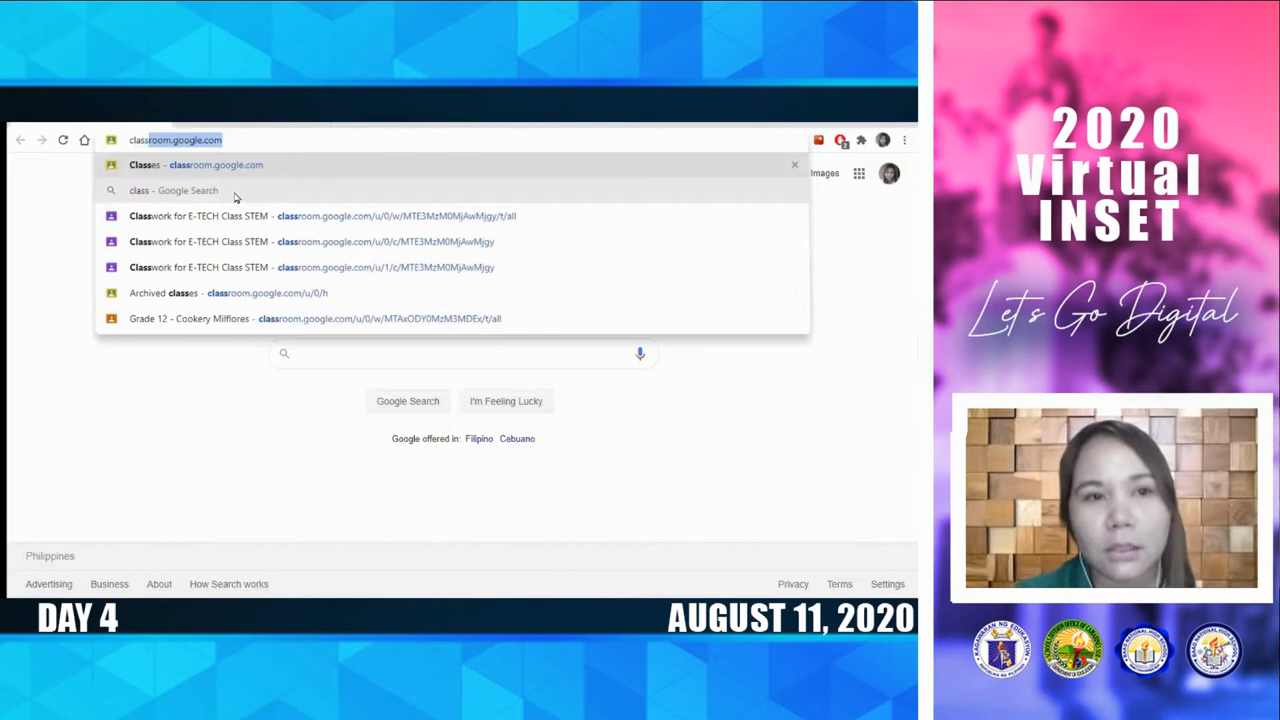 classroom.google.com
Classes - classroom.google.com
Images
class - Google Search
Classwork for E-TECH Class STEM - classroom.google.com/u/0/w/MTE3MzM0MjAwMjgy/t/all
Classwork for E-TECH Class STEM - classroom.google.com/u/0/c/MTE3MzM0MjAwMjgy
Classwork for E-TECH Class STEM - classroom.google.com/u/1/c/MTE3MzM0MjAwMjgy
Archived classes - classroom.google.com/u/0/h
Grade 12 - Cookery Milflores - classroom.google.com/u/0/w/MTAxODY0MzM3MDEx/t/all
Google Search
I'm Feeling Lucky
Google offered in: Filipino Cebuano
Philippines
Advertising Business About How Search works
Privacy Terms Settings
DAY 4
AUGUST 11, 2020
2020
Virtual
INSET
Let's Go Digital